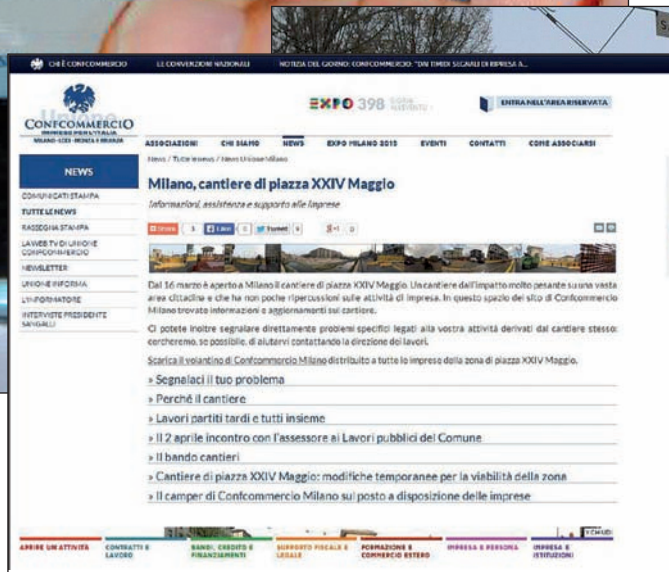 CHI È CONFCOMMERCIO LE CONVENZIONI NAZIONALI NOTIZIA DEL GIORNO: CONFCOMMERCIO: "DAI TIMIDI SEGNALI DI RIPRESA A...
Unione
CONFCOMMERCIO
IMPRESE PER L'ITALIA
MILANO · LODI · MONZA E BRIANZA
EXPO 398 GIORNI
ENTRA NELL'AREA RISERVATA
ASSOCIAZIONI CHI SIAMO NEWS EXPO MILANO 2015 EVENTI CONTATTI COME ASSOCIARSI
NEWS
COMUNICATI STAMPA
TUTTE LE NEWS
RASSEGNA STAMPA
LA WEB TV DI UNIONE
CONFCOMMERCIO
NEWSLETTER
UNIONE INFORMA
L'INFORMATORE
INTERVISTE PRESIDENTE
SANGALLI
News / Tutte le news / News Unione Milano
Milano, cantiere di piazza XXIV Maggio
Informazioni, assistenza e supporto alle imprese
Share 3 0 Tweet 9 +1 0
Dal 16 marzo è aperto a Milano il cantiere di piazza XXIV Maggio. Un cantiere dall'impatto molto pesante su una vasta
area cittadina e che ha non poche ripercussioni sulle attività di impresa. In questo spazio del sito di Confcommercio
Milano trovate informazioni e aggiornamenti sul cantiere.
Ci potete inoltre segnalare direttamente problemi specifici legati alla vostra attività derivati dal cantiere stesso:
cercheremo, se possibile, di aiutarvi contattando la direzione dei lavori.
Scarica il volantino di Confcommercio Milano distribuito a tutte le imprese della zona di piazza XXIV Maggio.
» Segnalaci il tuo problema
» Perché il cantiere
» Lavori partiti tardi e tutti insieme
» Il 2 aprile incontro con l'assessore ai Lavori pubblici del Comune
» Il bando cantieri
» Cantiere di piazza XXIV Maggio: modifiche temporanee per la viabilità della zona
» Il camper di Confcommercio Milano sul posto a disposizione delle imprese
CHIUDI
APRIRE UN'ATTIVITÀ CONTRATTI E LAVORO BANDI, CREDITO E FINANZIAMENTI SUPPORTO FISCALE E LEGALE FORMAZIONE E COMMERCIO ESTERO IMPRESA E PERSONA IMPRESA E ISTITUZIONI